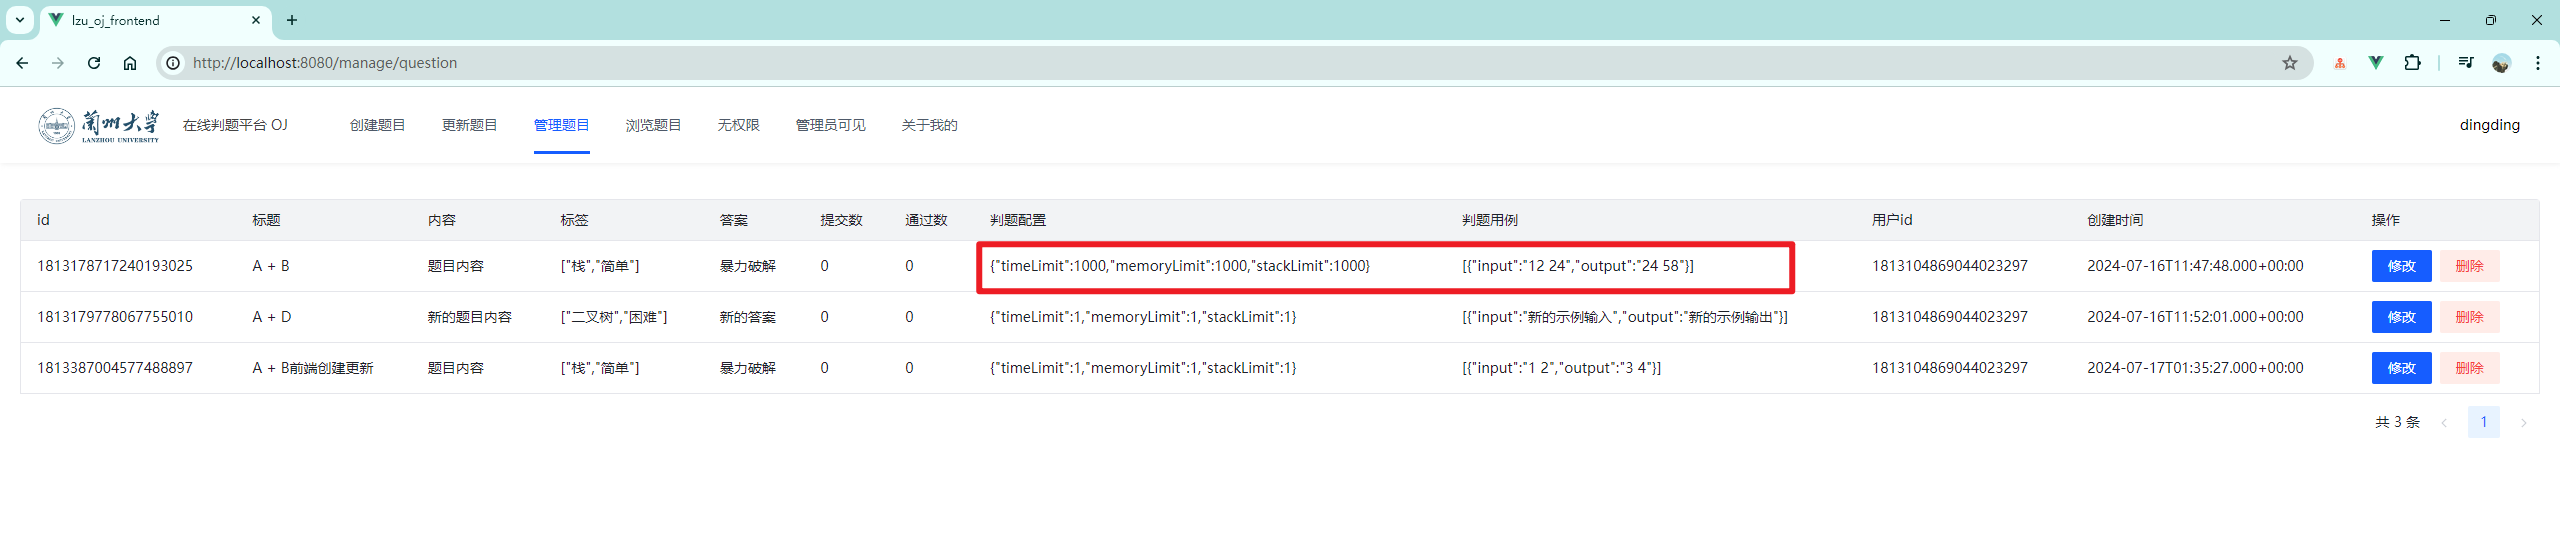 lzu_oj_frontend
http://localhost:8080/manage/question
兰州大学
LANZHOU UNIVERSITY
在线判题平台 OJ 创建题目 更新题目 管理题目 浏览题目 无权限 管理员可见 关于我的 dingding
id 标题 内容 标签 答案 提交数 通过数 判题配置 判题用例 用户id 创建时间 操作
1813178717240193025 A + B 题目内容 ["栈","简单"] 暴力破解 0 0 {"timeLimit":1000,"memoryLimit":1000,"stackLimit":1000} [{"input":"12 24","output":"24 58"}] 1813104869044023297 2024-07-16T11:47:48.000+00:00 修改 删除
1813179778067755010 A + D 新的题目内容 ["二叉树","困难"] 新的答案 0 0 {"timeLimit":1,"memoryLimit":1,"stackLimit":1} [{"input":"新的示例输入","output":"新的示例输出"}] 1813104869044023297 2024-07-16T11:52:01.000+00:00 修改 删除
1813387004577488897 A + B前端创建更新 题目内容 ["栈","简单"] 暴力破解 0 0 {"timeLimit":1,"memoryLimit":1,"stackLimit":1} [{"input":"1 2","output":"3 4"}] 1813104869044023297 2024-07-17T01:35:27.000+00:00 修改 删除
共 3 条 1